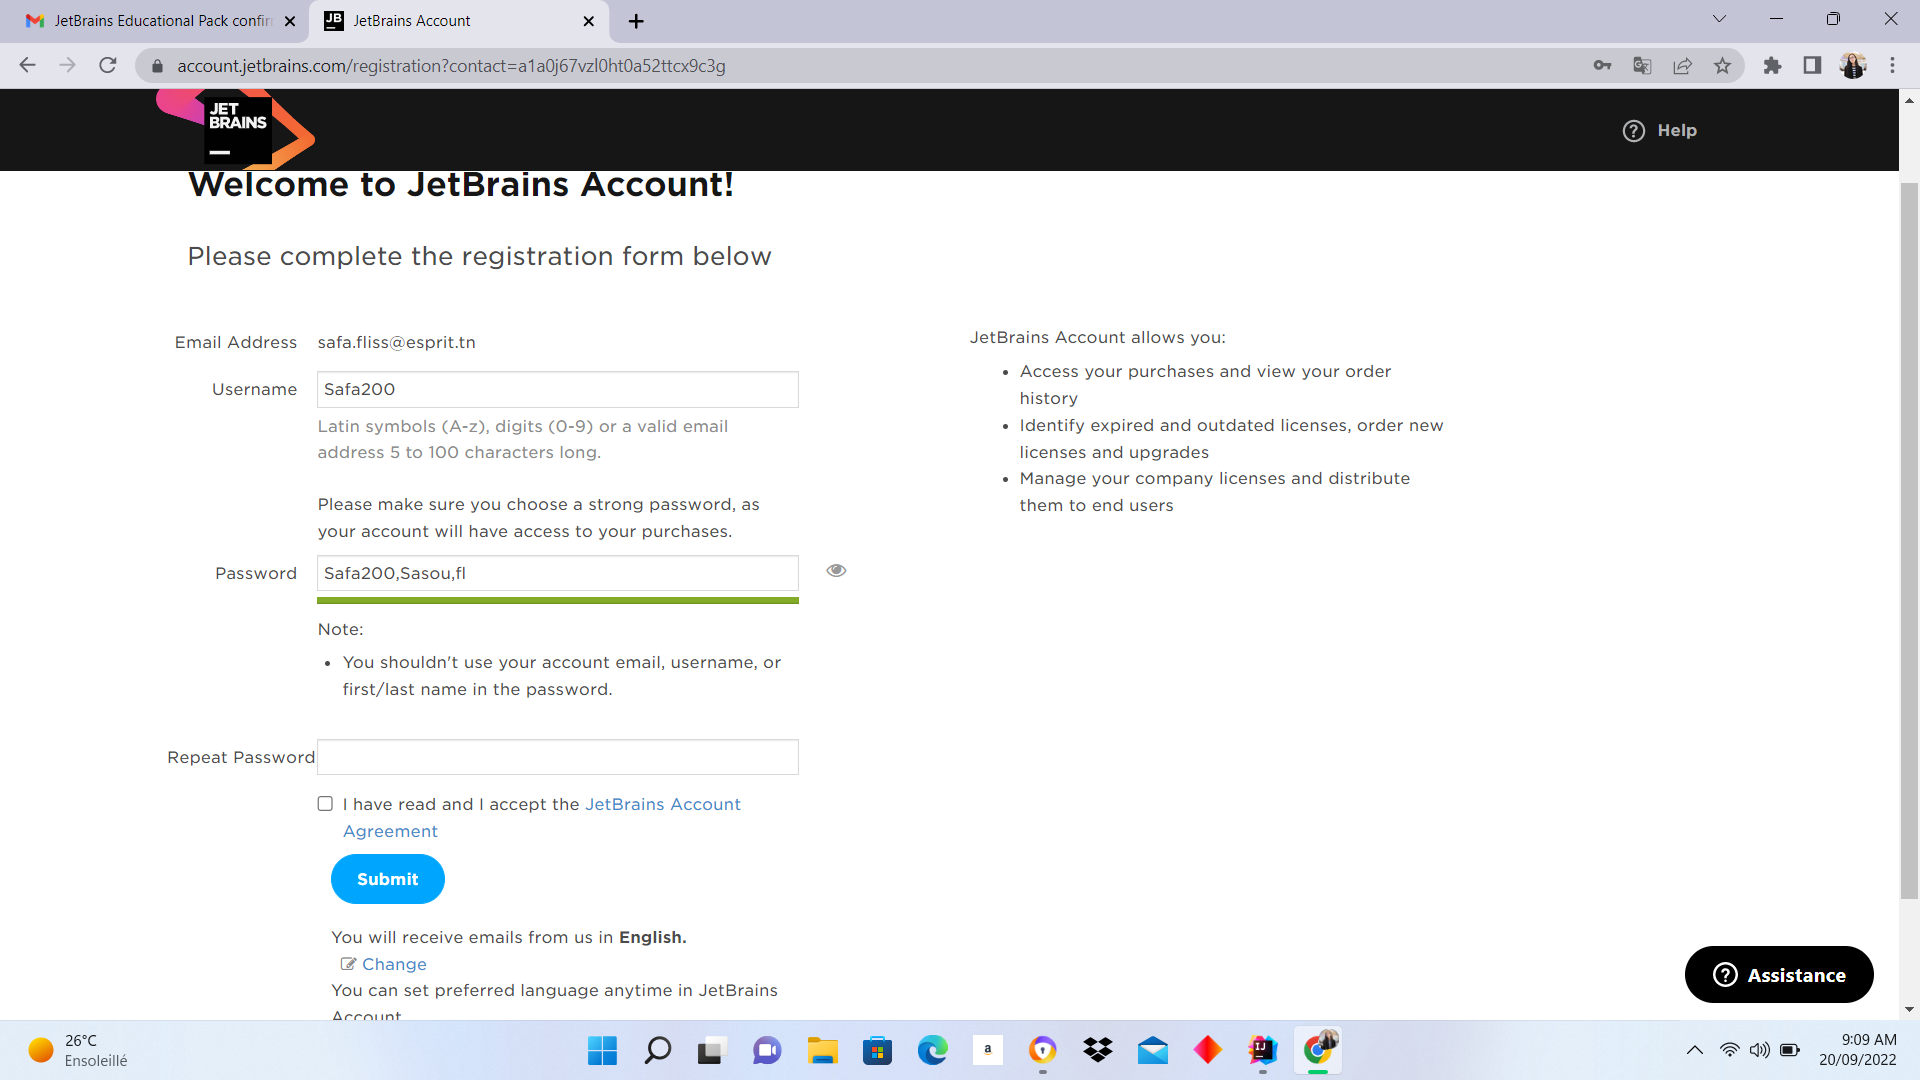 JetBrains Educational Pack confir
JetBrains Account
account.jetbrains.com/registration?contact=a1a0j67vzl0ht0a52ttcx9c3g
JET
BRAINS
Help
Welcome to JetBrains Account!
Please complete the registration form below
Email Address safa.fliss@esprit.tn
Username Safa200
Latin symbols (A-z), digits (0-9) or a valid email
address 5 to 100 characters long.
Please make sure you choose a strong password, as
your account will have access to your purchases.
Password Safa200,Sasou,fl
Note:
• You shouldn't use your account email, username, or
first/last name in the password.
Repeat Password
I have read and I accept the JetBrains Account
Agreement
Submit
You will receive emails from us in English.
Change
You can set preferred language anytime in JetBrains
Account.
JetBrains Account allows you:
• Access your purchases and view your order
history
• Identify expired and outdated licenses, order new
licenses and upgrades
• Manage your company licenses and distribute
them to end users
Assistance
26°C
Ensoleillé
9:09 AM
20/09/2022